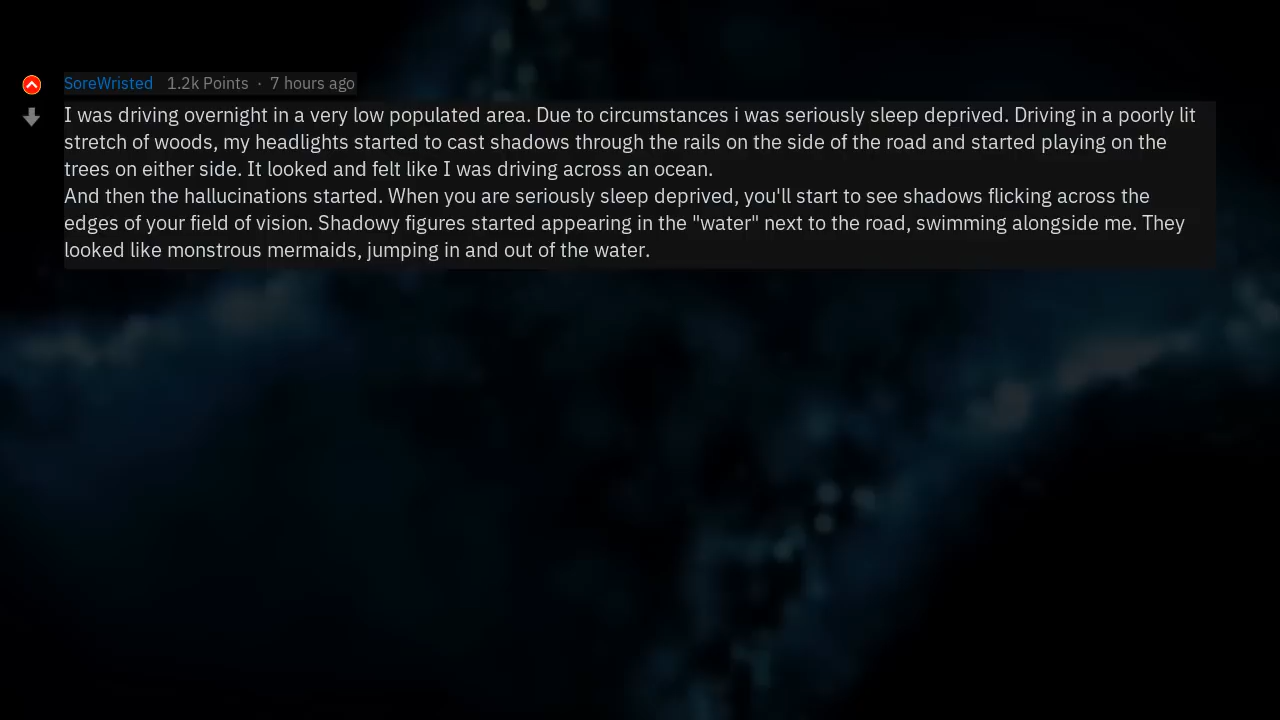 SoreWristed 1.2k Points · 7 hours ago
I was driving overnight in a very low populated area. Due to circumstances i was seriously sleep deprived. Driving in a poorly lit
stretch of woods, my headlights started to cast shadows through the rails on the side of the road and started playing on the
trees on either side. It looked and felt like I was driving across an ocean.
And then the hallucinations started. When you are seriously sleep deprived, you'll start to see shadows flicking across the
edges of your field of vision. Shadowy figures started appearing in the "water" next to the road, swimming alongside me. They
looked like monstrous mermaids, jumping in and out of the water.